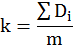 k = ∑ Dᵢ / m